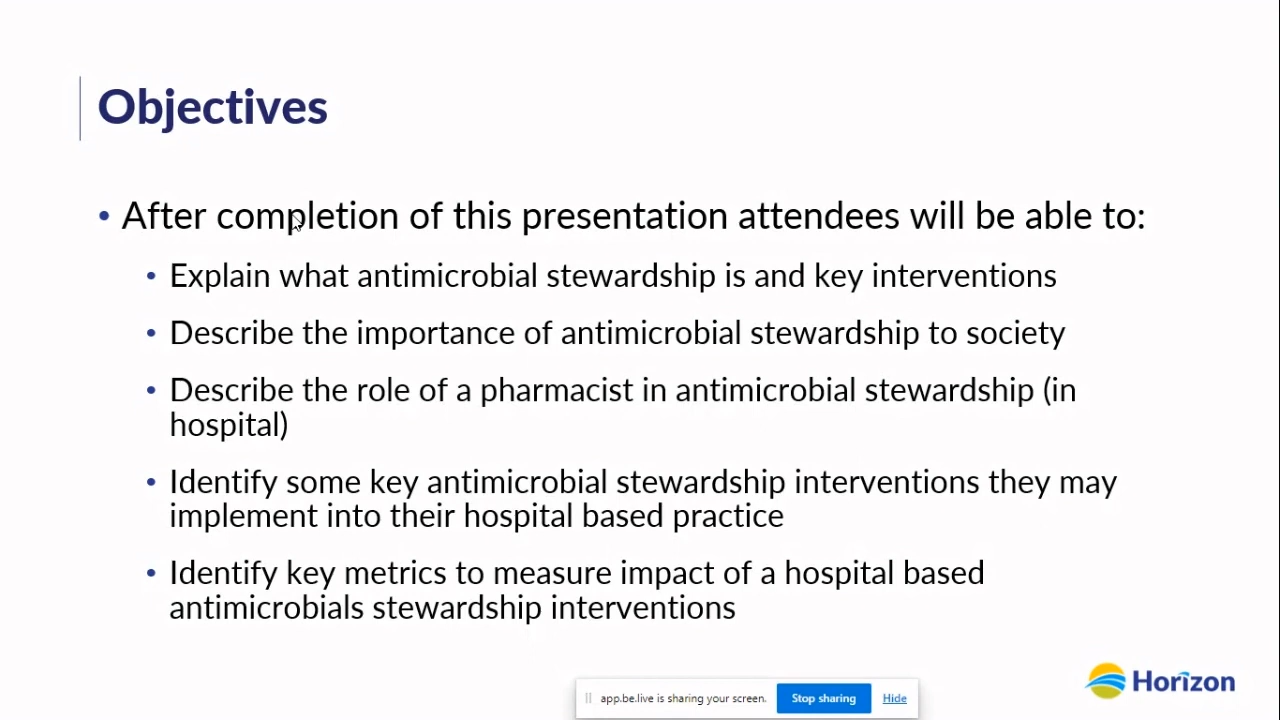 Objectives
• After completion of this presentation attendees will be able to:
• Explain what antimicrobial stewardship is and key interventions
• Describe the importance of antimicrobial stewardship to society
• Describe the role of a pharmacist in antimicrobial stewardship (in
hospital)
• Identify some key antimicrobial stewardship interventions they may
implement into their hospital based practice
• Identify key metrics to measure impact of a hospital based
antimicrobials stewardship interventions
Horizon
app.be.live is sharing your screen. Stop sharing Hide